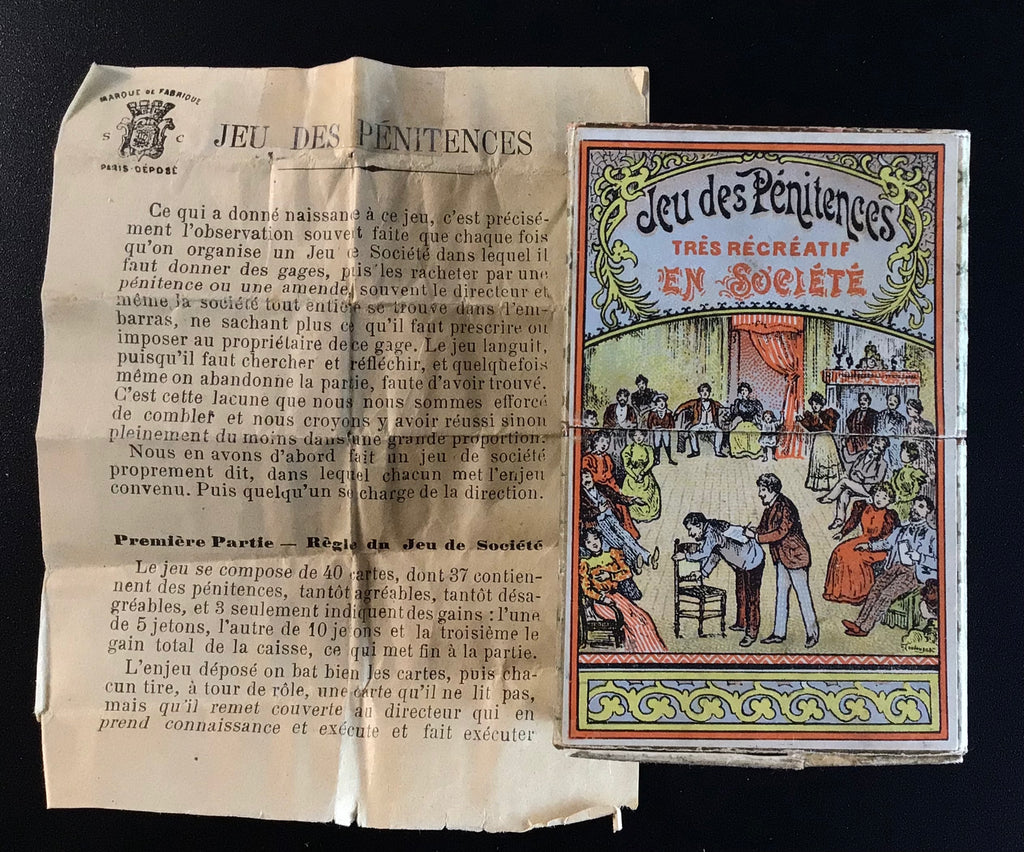 MARQUE DE FABRIQUE
S C
PARIS-DÉPOSÉ
JEU DES PÉNITENCES
Ce qui a donné naissance à ce jeu, c'est précisé-
ment l'observation souvent faite que chaque fois
qu'on organise un Jeu de Société dans lequel il
faut donner des gages, puis les racheter par une
pénitence ou une amende, souvent le directeur et
même la société tout entière se trouve dans l'em-
barras, ne sachant plus ce qu'il faut prescrire ou
imposer au propriétaire de ce gage. Le jeu languit,
puisqu'il faut chercher et réfléchir, et quelquefois
même on abandonne la partie, faute d'avoir trouvé.
C'est cette lacune que nous nous sommes efforcé
de combler et nous croyons y avoir réussi sinon
pleinement du moins dans une grande proportion.
Nous en avons d'abord fait un jeu de société
proprement dit, dans lequel chacun met l'enjeu
convenu. Puis quelqu'un se charge de la direction.
Première Partie — Règle du Jeu de Société
Le jeu se compose de 40 cartes, dont 37 contien-
nent des pénitences, tantôt agréables, tantôt désa-
gréables, et 3 seulement indiquent des gains : l'une
de 5 jetons, l'autre de 10 jetons et la troisième le
gain total de la caisse, ce qui met fin à la partie.
L'enjeu déposé on bat bien les cartes, puis cha-
cun tire, à tour de rôle, une carte qu'il ne lit pas,
mais qu'il remet couverte au directeur qui en
prend connaissance et exécute et fait exécuter
Jeu des Pénitences
TRÈS RÉCRÉATIF
EN SOCIÉTÉ